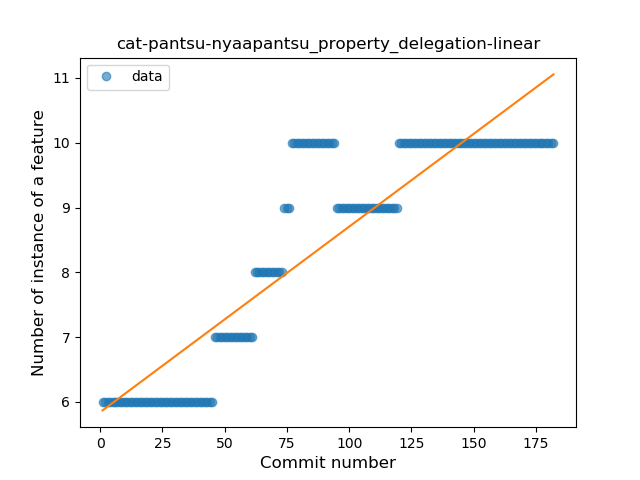 cat-pantsu-nyaapantsu_property_delegation-linear
data
Number of instance of a feature
11
10
9
8
7
6
0 25 50 75 100 125 150 175
Commit number